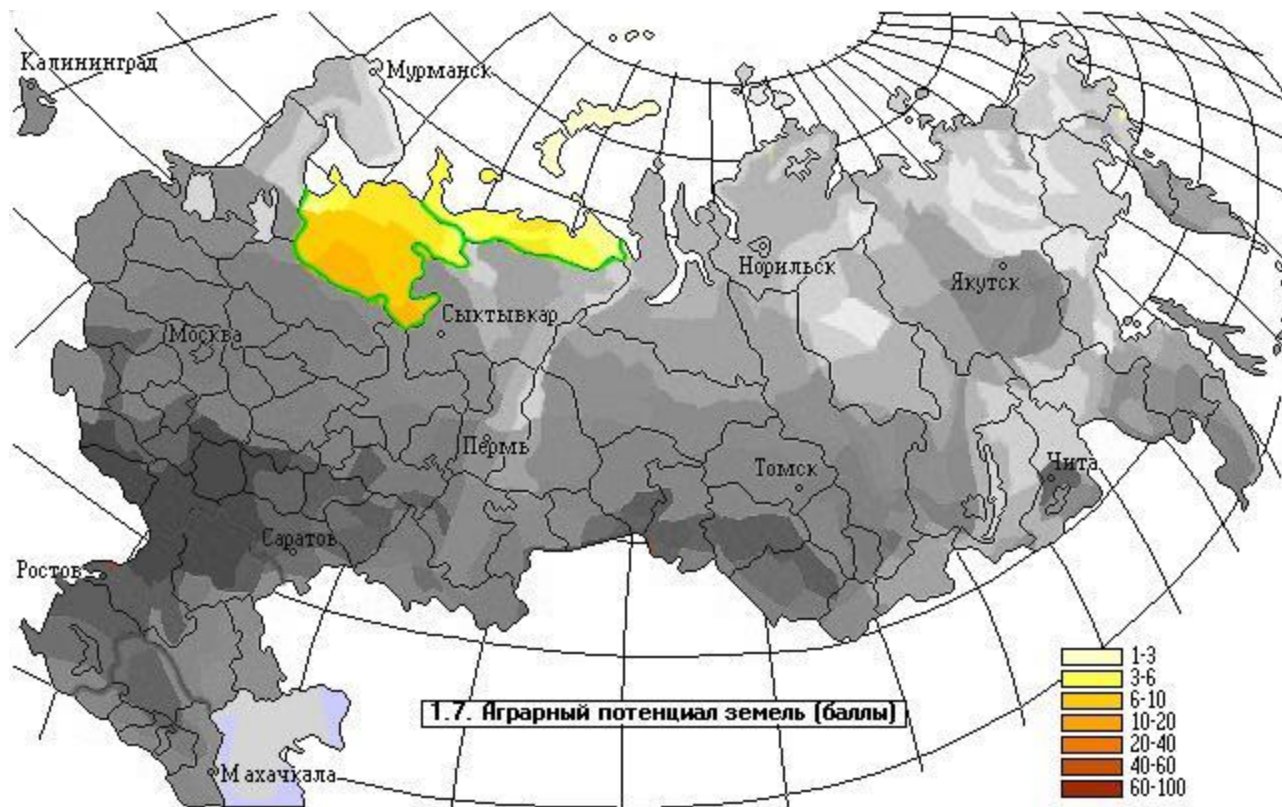 Калининград
Мурманск
Норильск
Якутск
Сыктывкар
Москва
Пермь
Томск
Чита
Саратов
Ростов
1.7. Аграрный потенциал земель (баллы)
Махачкала
1-3
3-6
6-10
10-20
20-40
40-60
60-100